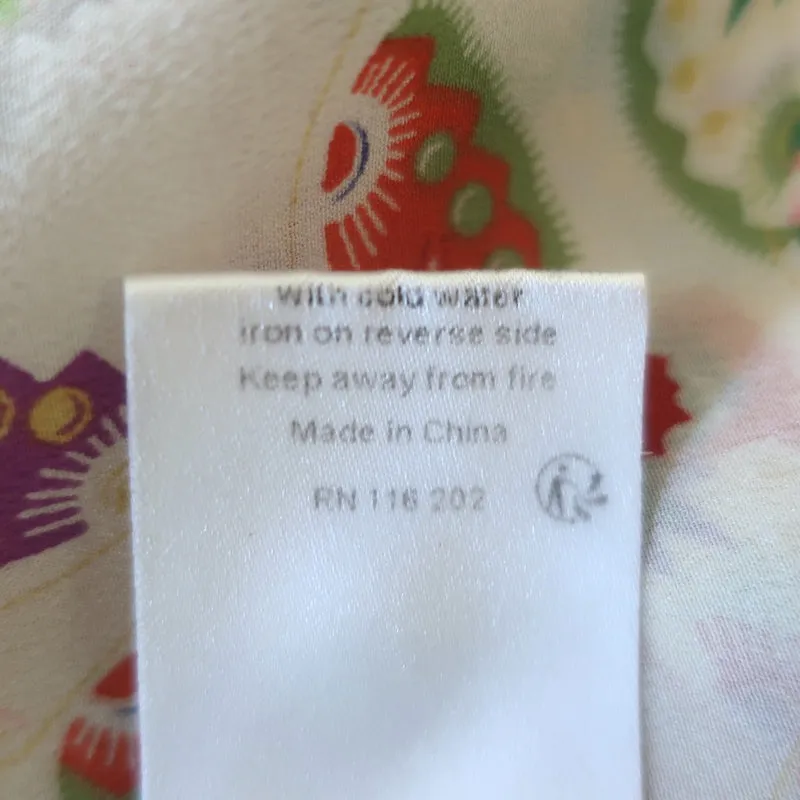 with cold water
iron on reverse side
Keep away from fire
Made in China
RN 116 202